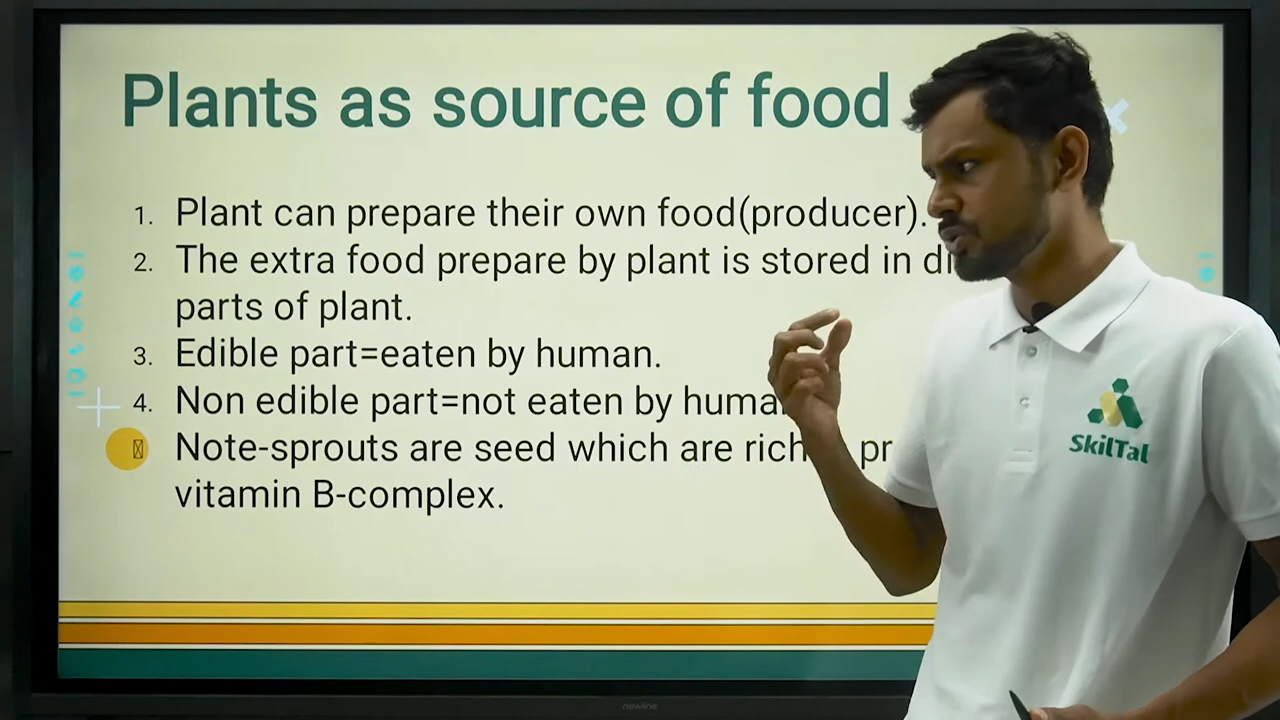 Plants as source of food
1. Plant can prepare their own food(producer).
2. The extra food prepare by plant is stored in
parts of plant.
3. Edible part=eaten by human.
4. Non edible part=not eaten by
Note-sprouts are seed which are rich
vitamin B-complex.
SkilTal
newline